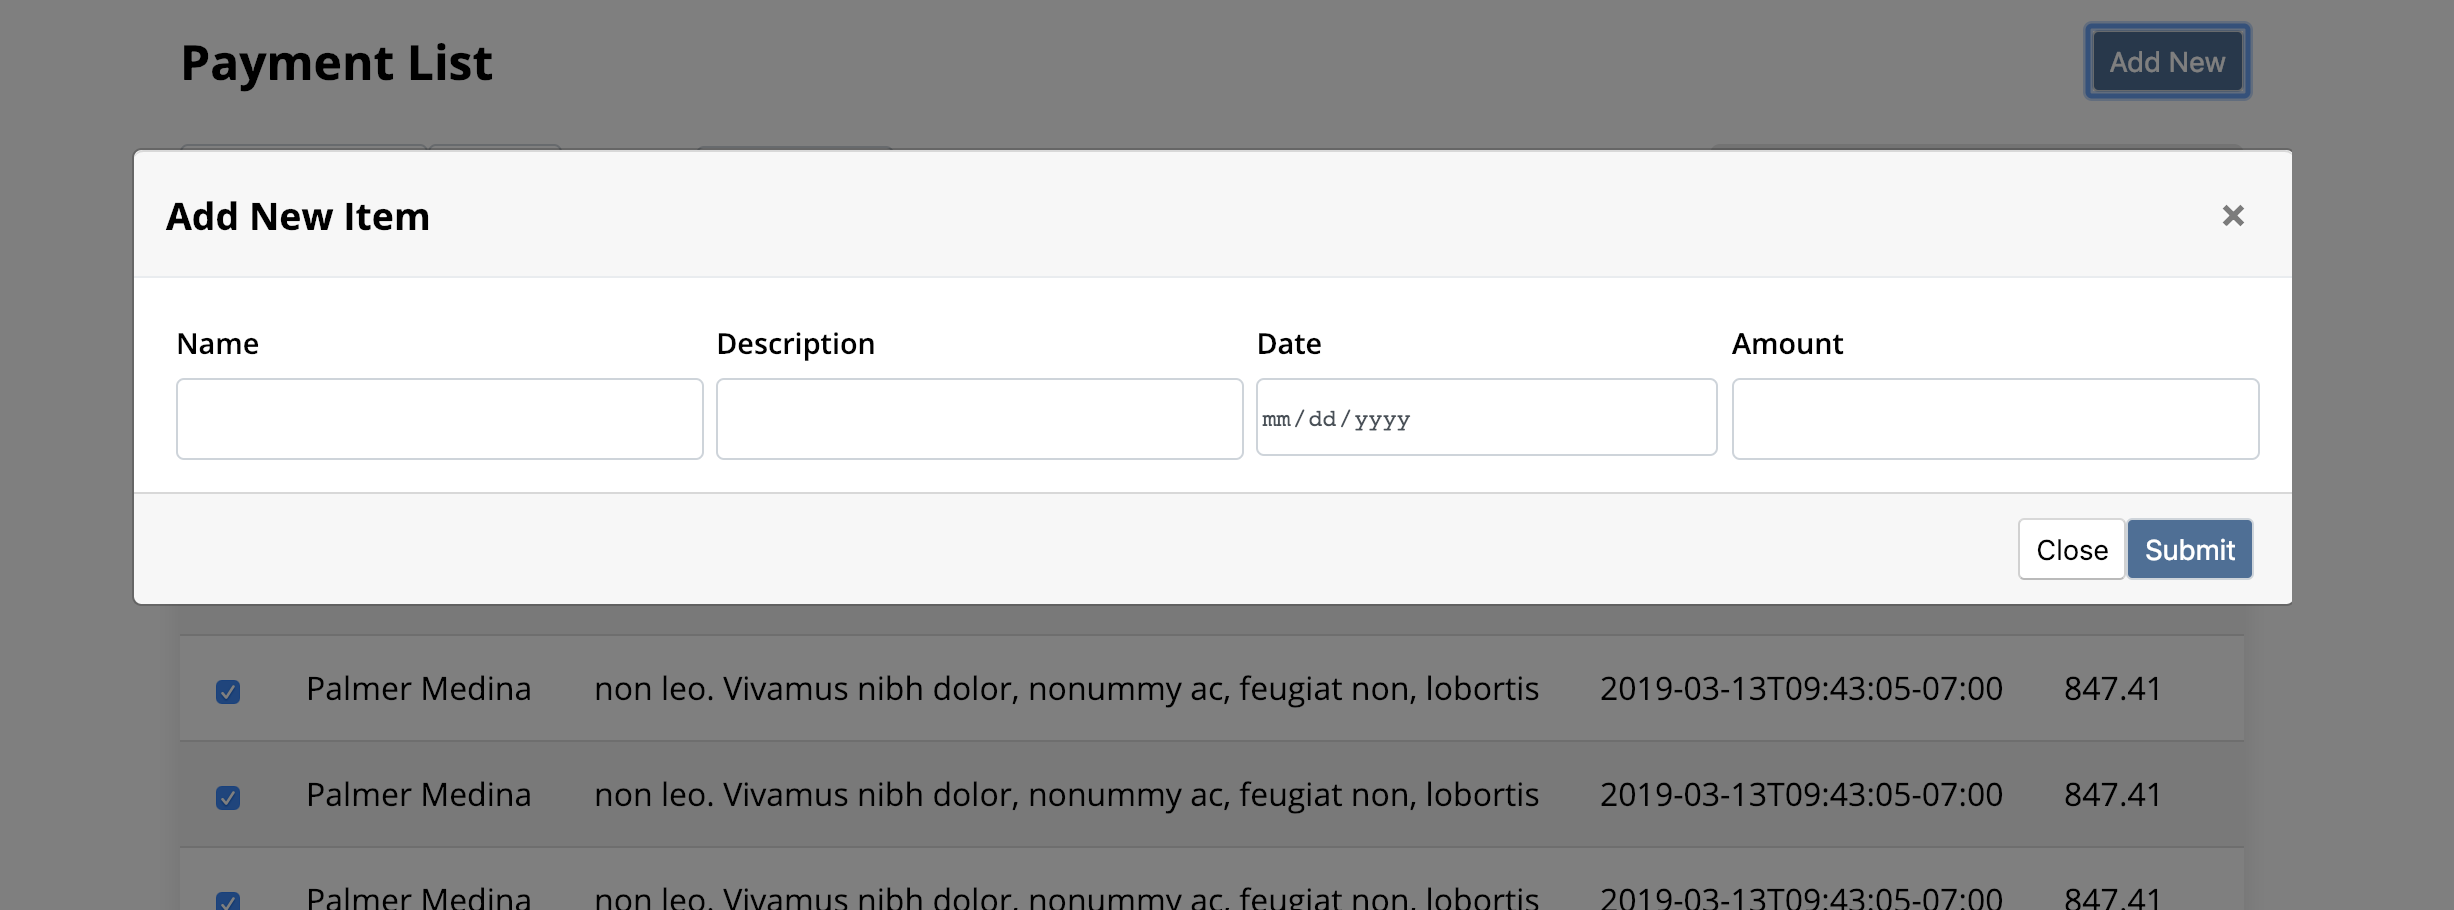 Payment List
Add New
Add New Item
×
Name Description Date Amount
mm/dd/yyyy
Close Submit
Palmer Medina non leo. Vivamus nibh dolor, nonummy ac, feugiat non, lobortis 2019-03-13T09:43:05-07:00 847.41
Palmer Medina non leo. Vivamus nibh dolor, nonummy ac, feugiat non, lobortis 2019-03-13T09:43:05-07:00 847.41
Palmer Medina non leo. Vivamus nibh dolor, nonummy ac, feugiat non, lobortis 2019-03-13T09:43:05-07:00 847.41